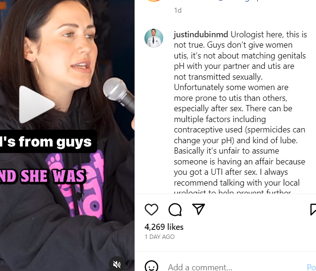 1d
justindubinmd Urologist here, this is
not true. Guys don't give women
utis, it's not about matching genitals
pH with your partner and utis are
not transmitted sexually.
Unfortunately some women are
more prone to utis than others,
especially after sex. There can be
multiple factors including
contraceptive used (spermicides can
change your pH) and kind of lube.
Basically it's unfair to assume
someone is having an affair because
you got a UTI after sex. I always
recommend talking with your local
urologist to help prevent further
's from guys
ND SHE WAS
4,269 likes
1 DAY AGO
Add a comment...
Po